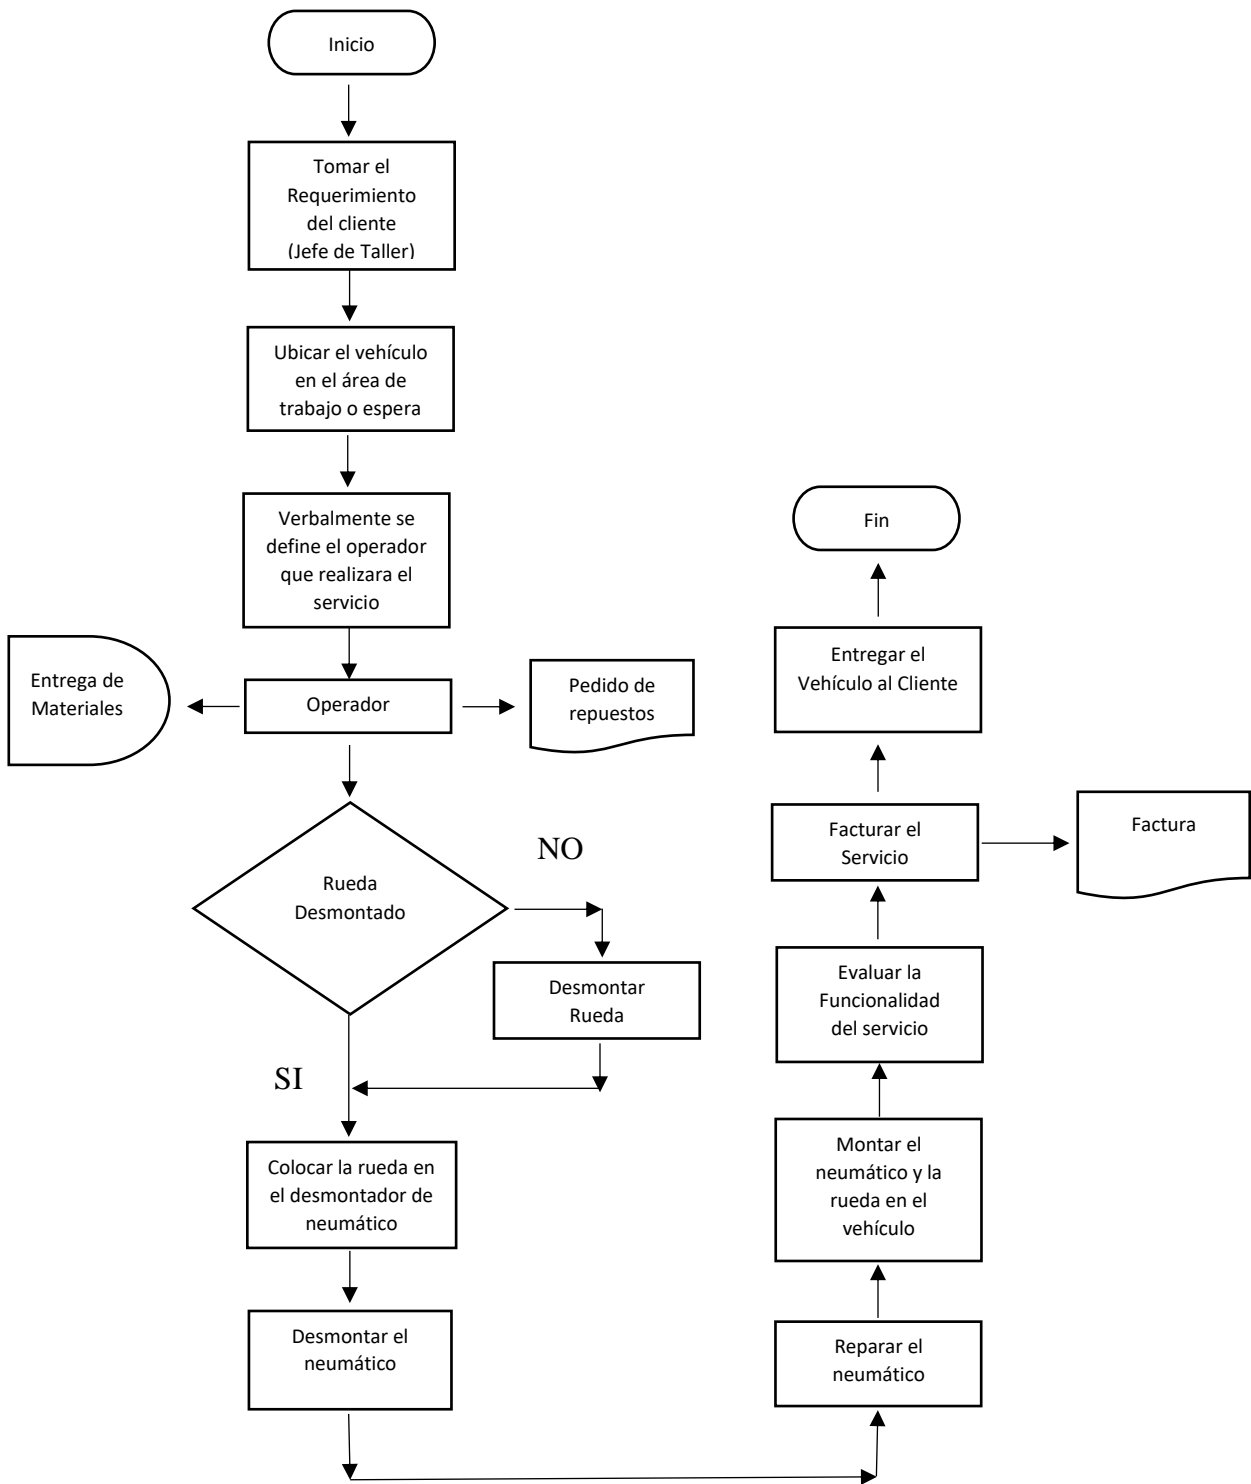 Inicio
Tomar el
Requerimiento
del cliente
(Jefe de Taller)
Ubicar el vehículo
en el área de
trabajo o espera
Verbalmente se
define el operador
que realizara el
servicio
Entrega de
Materiales
Operador
Pedido de
repuestos
Rueda
Desmontado
NO
Desmontar
Rueda
SI
Colocar la rueda en
el desmontador de
neumático
Desmontar el
neumático
Reparar el
neumático
Montar el
neumático y la
rueda en el
vehículo
Evaluar la
Funcionalidad
del servicio
Facturar el
Servicio
Factura
Entregar el
Vehículo al Cliente
Fin